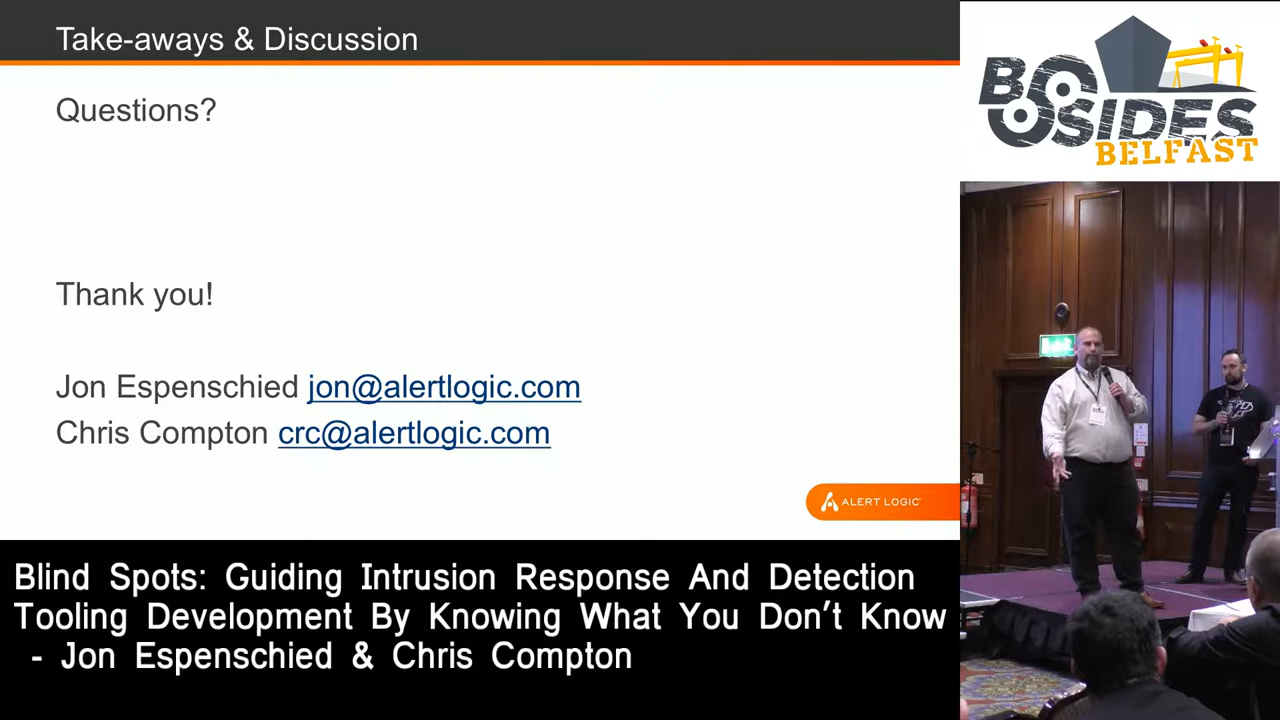 Take-aways & Discussion
Questions?
Thank you!
Jon Espenschied jon@alertlogic.com
Chris Compton crc@alertlogic.com
ALERT LOGIC
BSIDES
BELFAST
Blind Spots: Guiding Intrusion Response And Detection
Tooling Development By Knowing What You Don't Know
- Jon Espenschied & Chris Compton